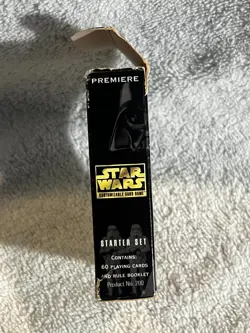 PREMIERE
STAR
WARS
CUSTOMIZABLE CARD GAME
STARTER SET
CONTAINS:
60 PLAYING CARDS
AND RULE BOOKLET
Product No. 200